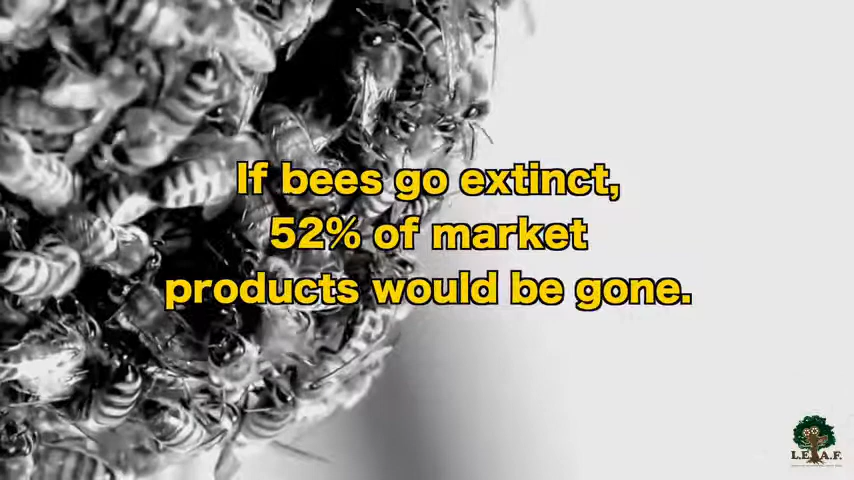 If bees go extinct,
52% of market
products would be gone.
L.E.A.F.